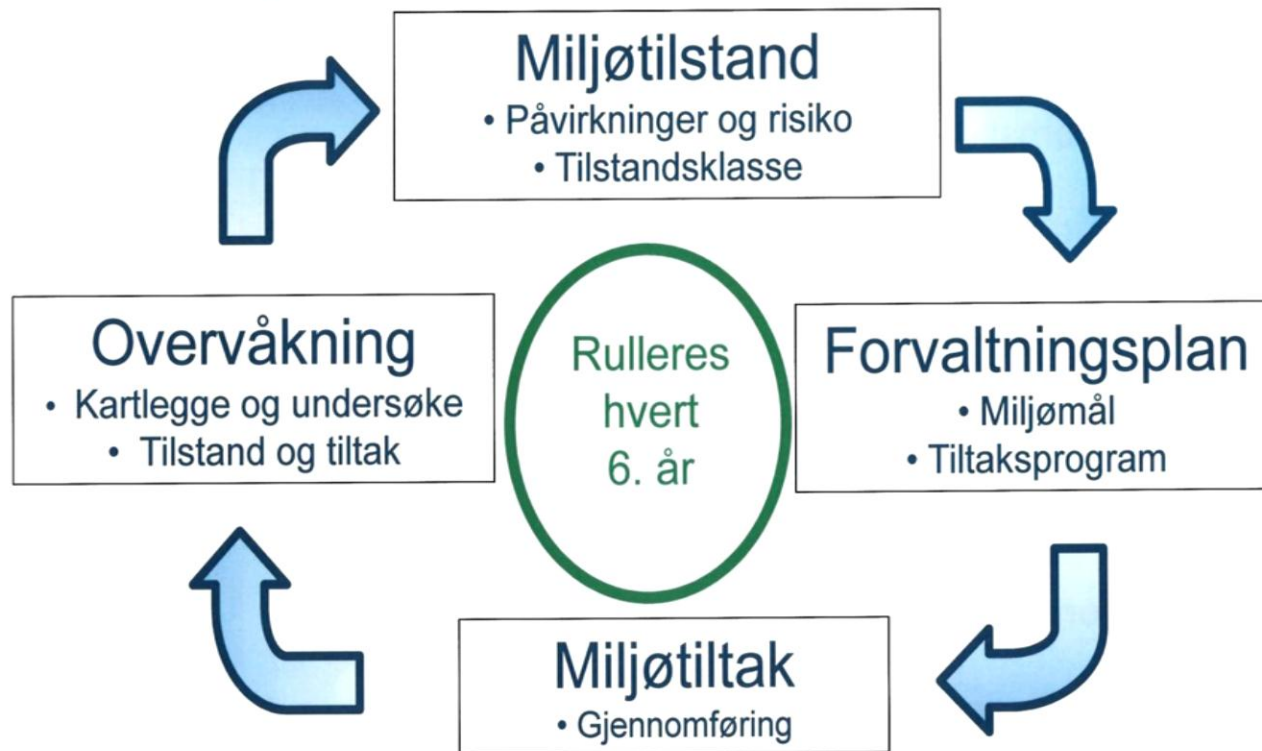 Miljøtilstand
• Påvirkninger og risiko
• Tilstandsklasse
Overvåkning
• Kartlegge og undersøke
• Tilstand og tiltak
Rulleres
hvert
6. år
Forvaltningsplan
• Miljømål
• Tiltaksprogram
Miljøtiltak
• Gjennomføring